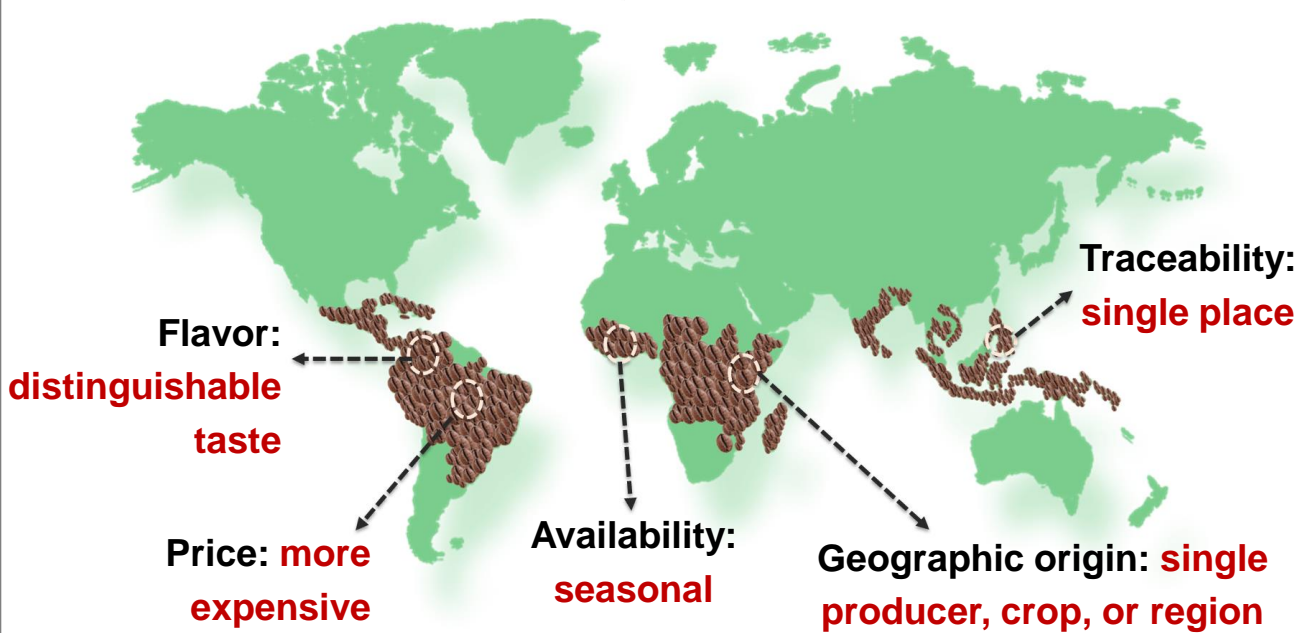 Flavor:
distinguishable
taste
Price: more
expensive
Availability:
seasonal
Geographic origin: single
producer, crop, or region
Traceability:
single place